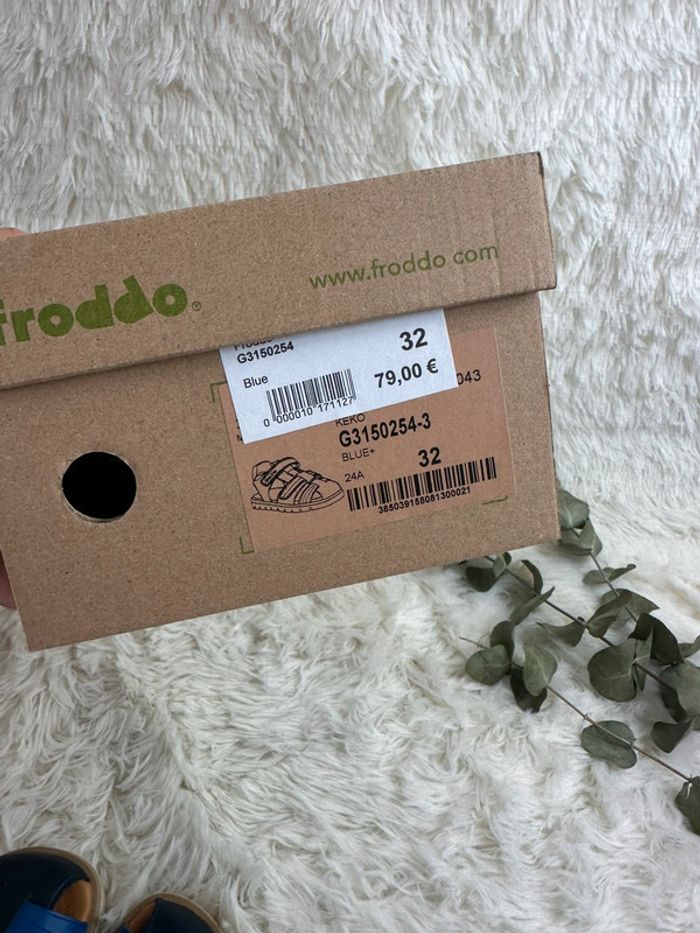 froddo®
www.froddo.com
G3150254
32
Blue
79,00 €
0 000010 171127
043
KEKO
G3150254-3
BLUE+
32
24A
385039158081300021